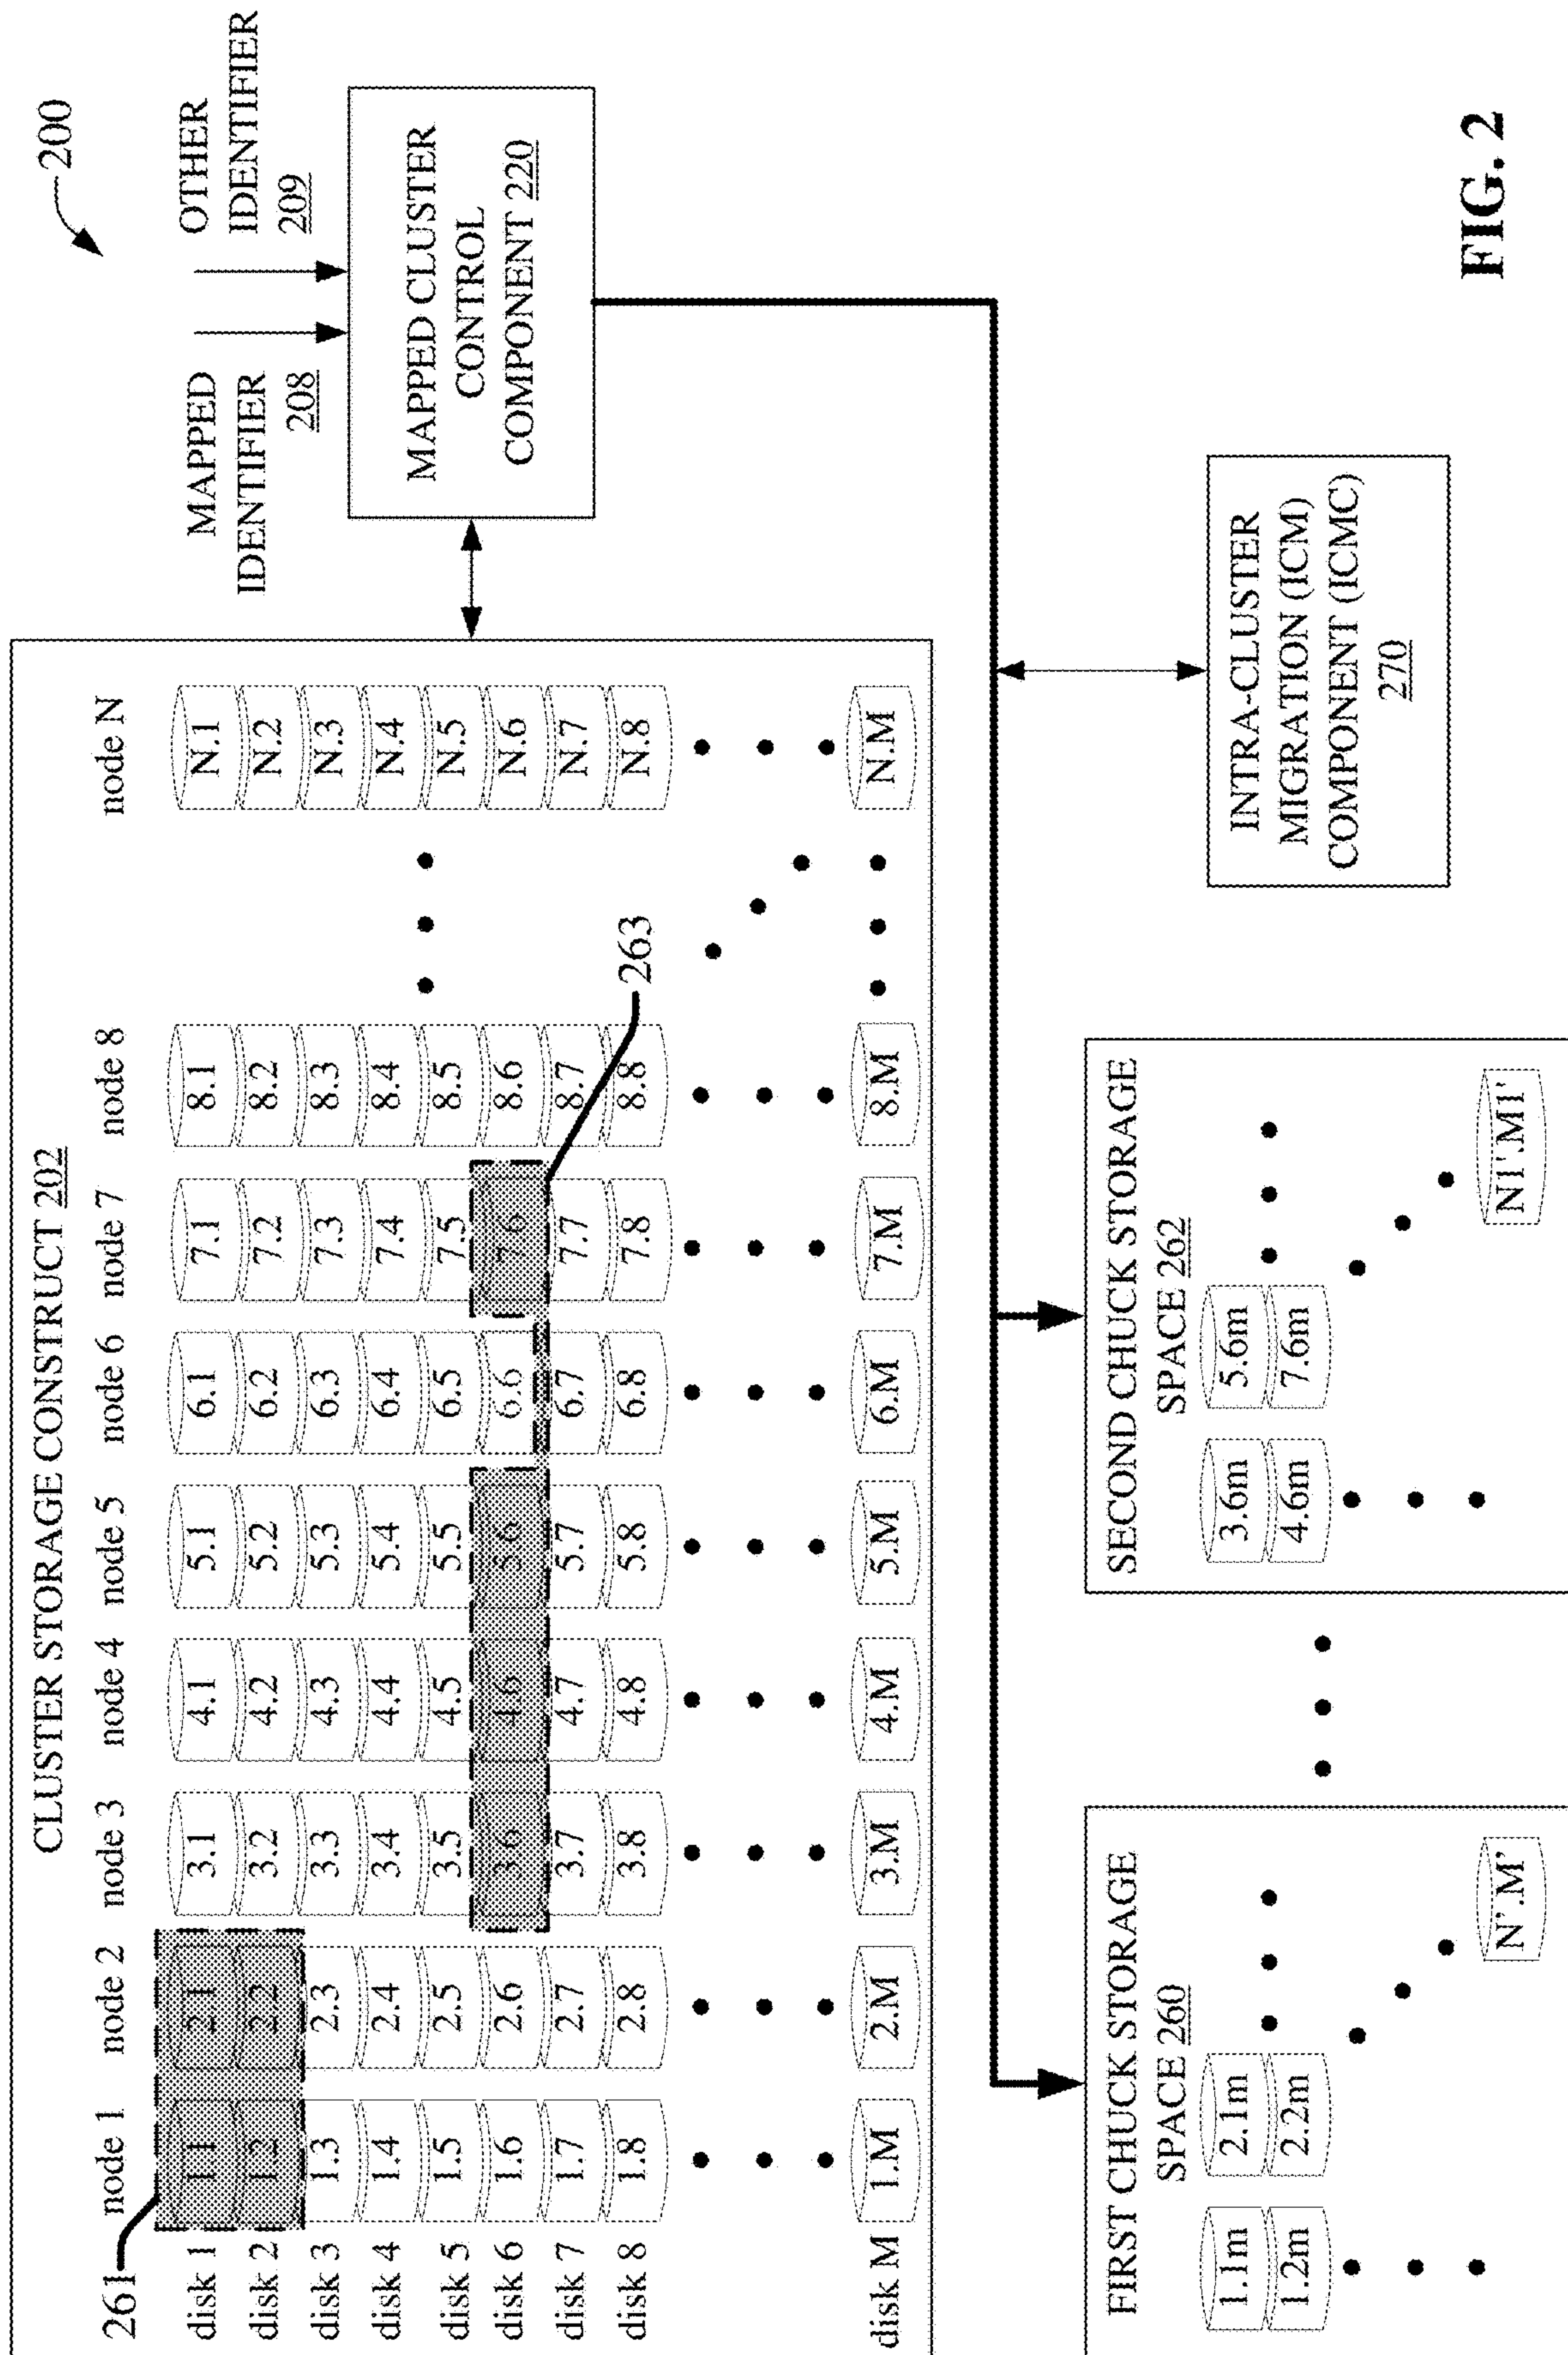 200
CLUSTER STORAGE CONSTRUCT 202
261
node 1 node 2 node 3 node 4 node 5 node 6 node 7 node 8 node N
disk 1 1.1 2.1 3.1 4.1 5.1 6.1 7.1 8.1 N.1
disk 2 1.2 2.2 3.2 4.2 5.2 6.2 7.2 8.2 N.2
disk 3 1.3 2.3 3.3 4.3 5.3 6.3 7.3 8.3 N.3
disk 4 1.4 2.4 3.4 4.4 5.4 6.4 7.4 8.4 N.4
disk 5 1.5 2.5 3.5 4.5 5.5 6.5 7.5 8.5 N.5
disk 6 1.6 2.6 3.6 4.6 5.6 6.6 7.6 8.6 N.6
disk 7 1.7 2.7 3.7 4.7 5.7 6.7 7.7 8.7 N.7
disk 8 1.8 2.8 3.8 4.8 5.8 6.8 7.8 8.8 N.8
263
disk M 1.M 2.M 3.M 4.M 5.M 6.M 7.M 8.M N.M
MAPPED
IDENTIFIER
208
OTHER
IDENTIFIER
209
MAPPED CLUSTER
CONTROL
COMPONENT 220
FIRST CHUCK STORAGE
SPACE 260
1.1m 2.1m
1.2m 2.2m
N'.M'
SECOND CHUCK STORAGE
SPACE 262
3.6m 5.6m
4.6m 7.6m
N1'.M1'
INTRA-CLUSTER
MIGRATION (ICM)
COMPONENT (ICMC)
270
FIG. 2